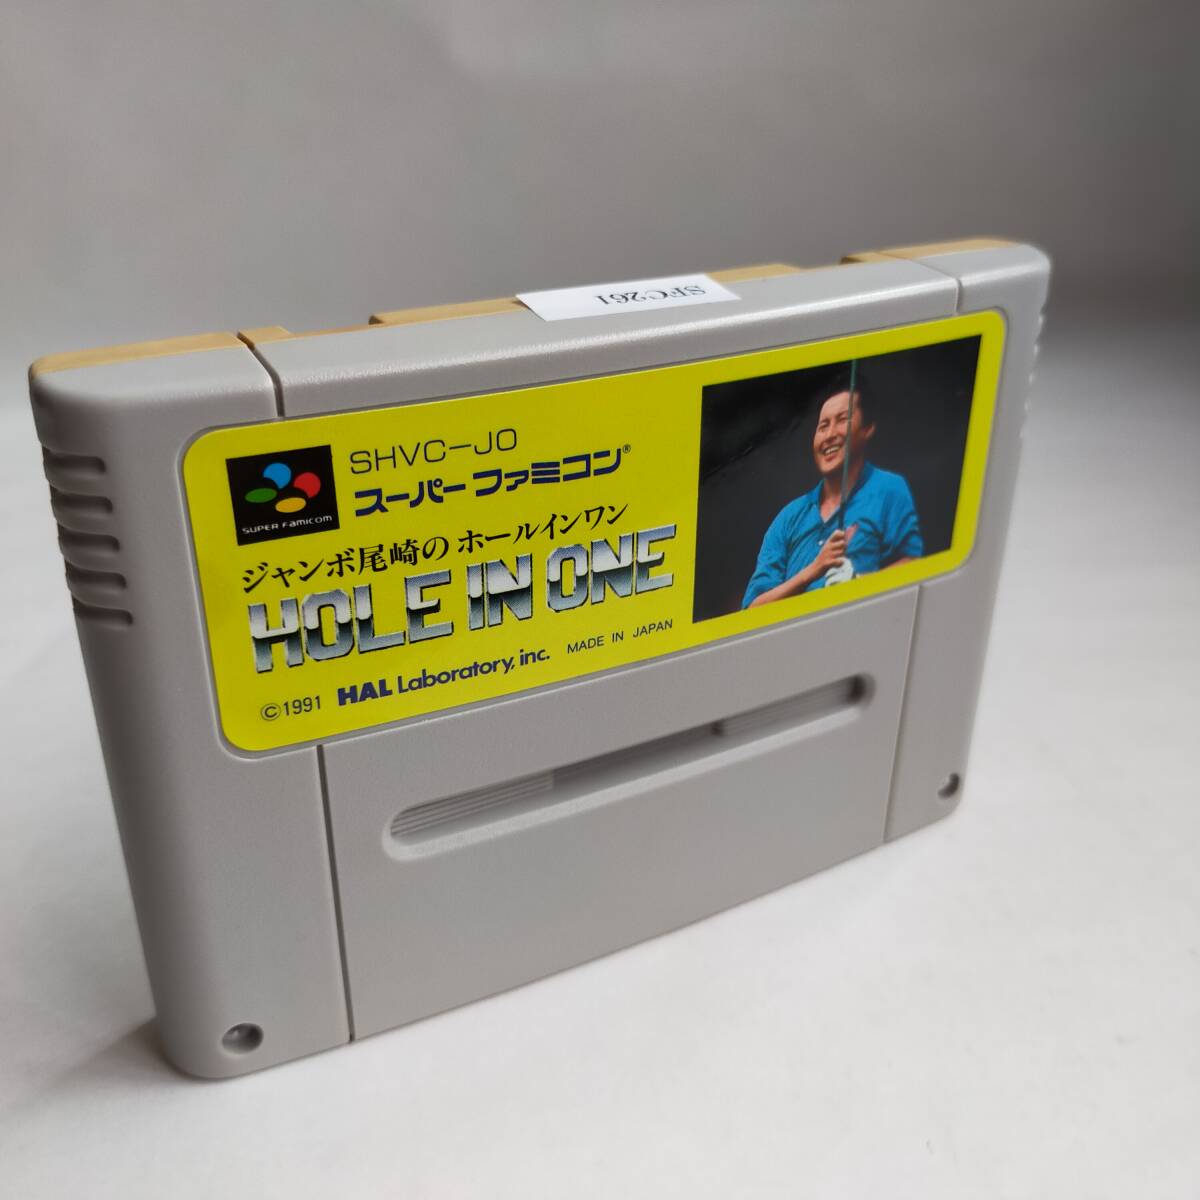 SFC261
SUPER FAMICOM
SHVC-JO
スーパーファミコン®
ジャンボ尾崎の ホールインワン
HOLE IN ONE
©1991 HAL Laboratory, inc. MADE IN JAPAN